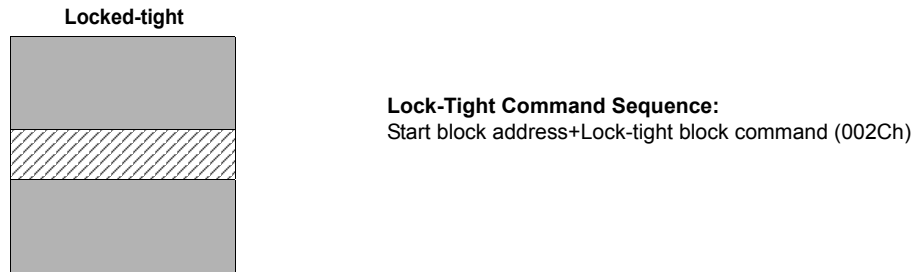 Locked-tight
Lock-Tight Command Sequence:
Start block address+Lock-tight block command (002Ch)